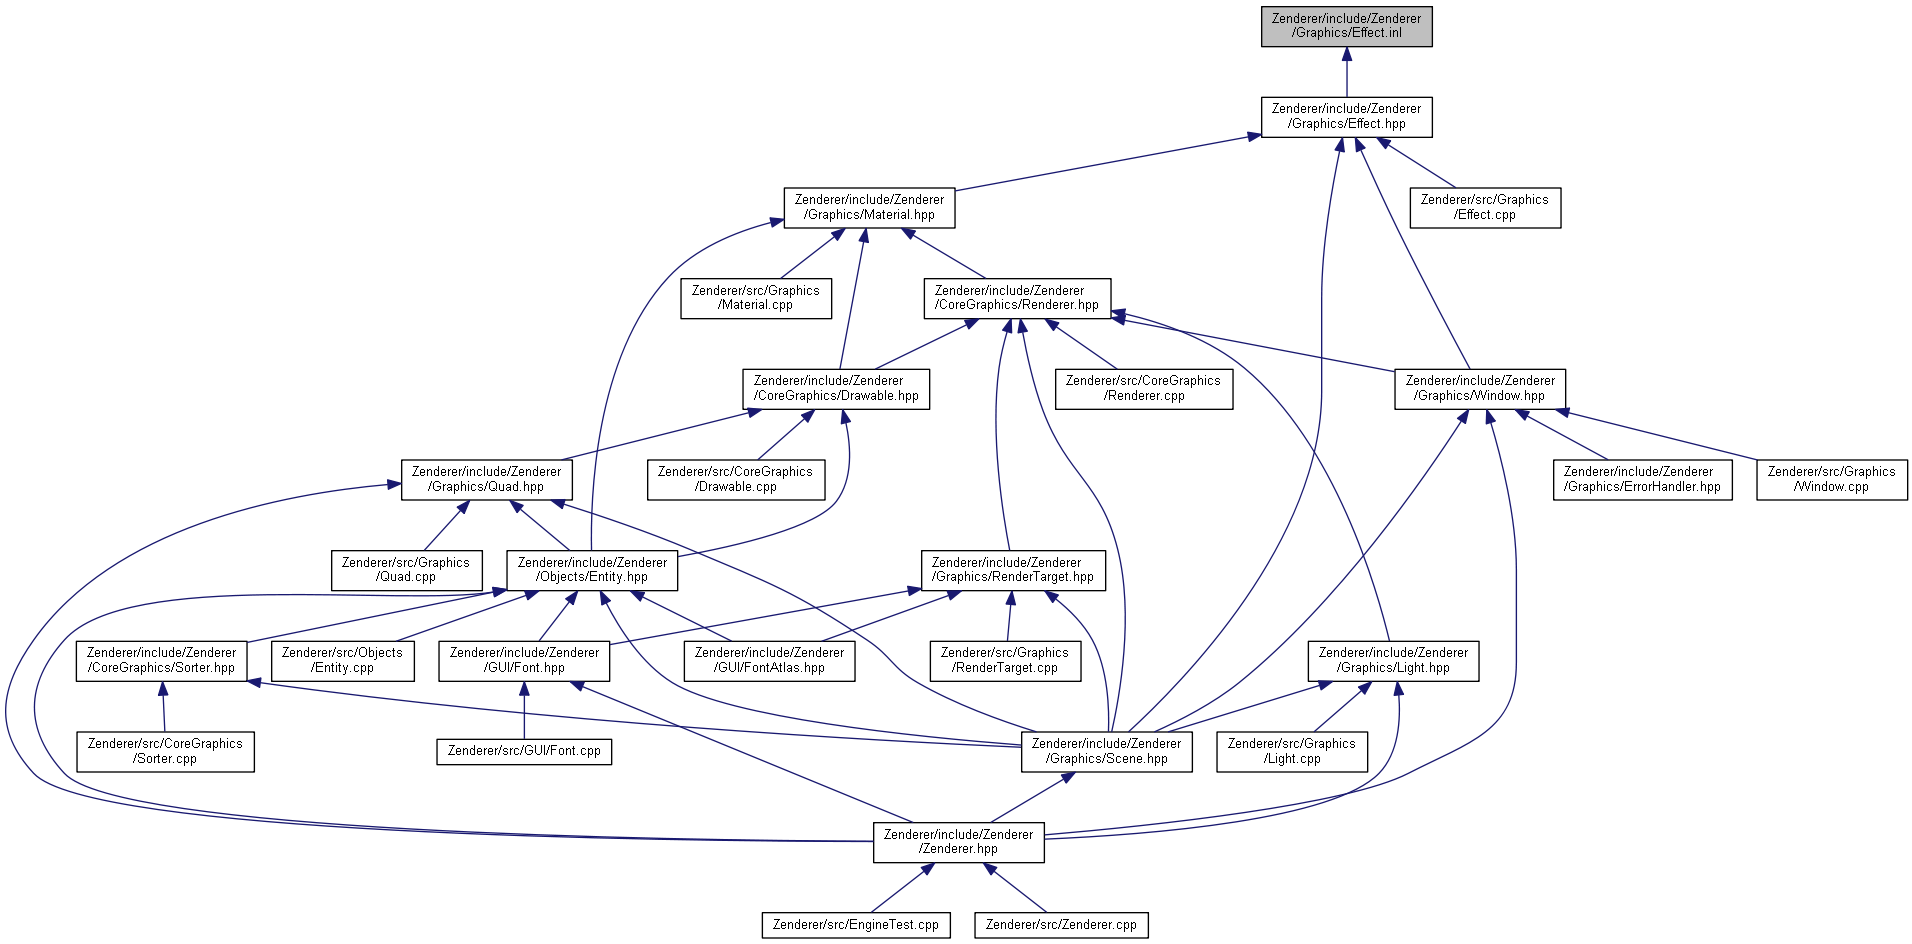 Zenderer/include/Zenderer
/Graphics/Effect.inl
Zenderer/include/Zenderer
/Graphics/Effect.hpp
Zenderer/include/Zenderer
/Graphics/Material.hpp
Zenderer/src/Graphics
/Effect.cpp
Zenderer/src/Graphics
/Material.cpp
Zenderer/include/Zenderer
/CoreGraphics/Renderer.hpp
Zenderer/include/Zenderer
/CoreGraphics/Drawable.hpp
Zenderer/src/CoreGraphics
/Renderer.cpp
Zenderer/include/Zenderer
/Graphics/Window.hpp
Zenderer/include/Zenderer
/Graphics/Quad.hpp
Zenderer/src/CoreGraphics
/Drawable.cpp
Zenderer/include/Zenderer
/Graphics/ErrorHandler.hpp
Zenderer/src/Graphics
/Window.cpp
Zenderer/src/Graphics
/Quad.cpp
Zenderer/include/Zenderer
/Objects/Entity.hpp
Zenderer/include/Zenderer
/Graphics/RenderTarget.hpp
Zenderer/include/Zenderer
/CoreGraphics/Sorter.hpp
Zenderer/src/Objects
/Entity.cpp
Zenderer/include/Zenderer
/GUI/Font.hpp
Zenderer/include/Zenderer
/GUI/FontAtlas.hpp
Zenderer/src/Graphics
/RenderTarget.cpp
Zenderer/include/Zenderer
/Graphics/Light.hpp
Zenderer/src/CoreGraphics
/Sorter.cpp
Zenderer/src/GUI/Font.cpp
Zenderer/include/Zenderer
/Graphics/Scene.hpp
Zenderer/src/Graphics
/Light.cpp
Zenderer/include/Zenderer
/Zenderer.hpp
Zenderer/src/EngineTest.cpp
Zenderer/src/Zenderer.cpp